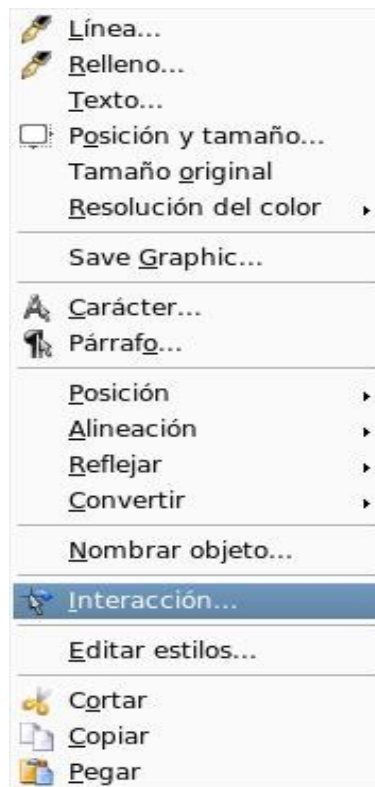 Línea...
Relleno...
Texto...
Posición y tamaño...
Tamaño original
Resolución del color
Save Graphic...
Carácter...
Párrafo...
Posición
Alineación
Reflejar
Convertir
Nombrar objeto...
Interacción...
Editar estilos...
Cortar
Copiar
Pegar